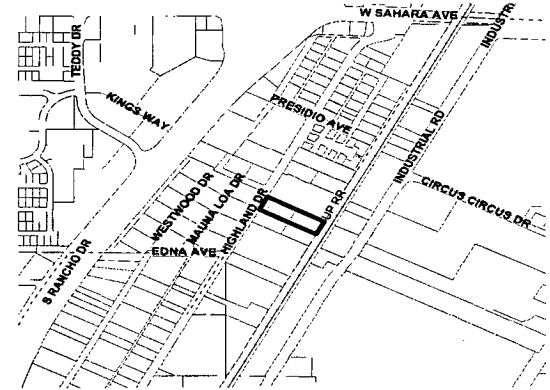 W SAHARA AVE
INDUSTRI
TEDDY DR
KINGS WAY
PRESIDIO AVE
INDUSTRIAL RD
CIRCUS CIRCUS DR
WESTWOOD DR
MAUNA LOA DR
HIGHLAND DR
UP RR
EDNA AVE
S RANCHO DR